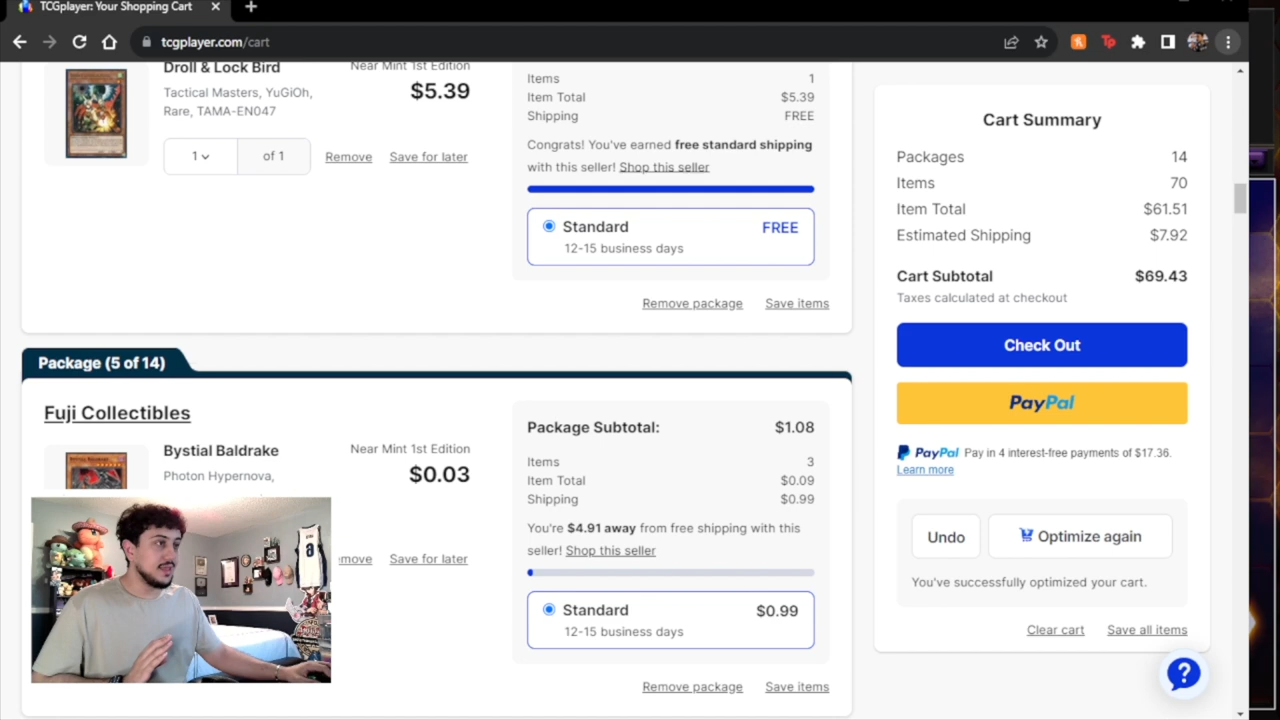 TCGplayer: Your Shopping Cart
tcgplayer.com/cart
Droll & Lock Bird
Near Mint 1st Edition
Tactical Masters, YuGiOh,
$5.39
Rare, TAMA-EN047
1
of 1
Remove
Save for later
Items 1
Item Total $5.39
Shipping FREE
Congrats! You've earned free standard shipping
with this seller! Shop this seller
Standard FREE
12-15 business days
Remove package Save items
Package (5 of 14)
Fuji Collectibles
Bystial Baldrake
Near Mint 1st Edition
Photon Hypernova,
$0.03
move
Save for later
Package Subtotal: $1.08
Items 3
Item Total $0.09
Shipping $0.99
You're $4.91 away from free shipping with this
seller! Shop this seller
Standard $0.99
12-15 business days
Remove package Save items
Cart Summary
Packages 14
Items 70
Item Total $61.51
Estimated Shipping $7.92
Cart Subtotal $69.43
Taxes calculated at checkout
Check Out
PayPal
PayPal Pay in 4 interest-free payments of $17.36.
Learn more
Undo
Optimize again
You've successfully optimized your cart.
Clear cart Save all items